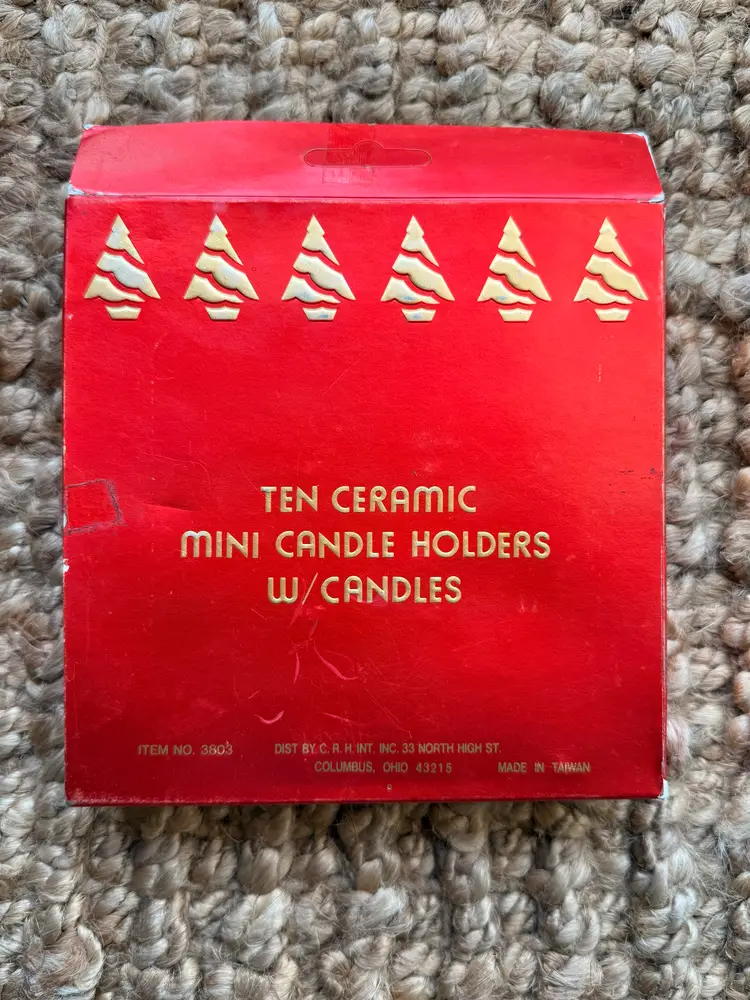 TEN CERAMIC
MINI CANDLE HOLDERS
W/CANDLES
ITEM NO. 3803
DIST BY C. R. H. INT. INC. 33 NORTH HIGH ST.
COLUMBUS, OHIO 43215
MADE IN TAIWAN